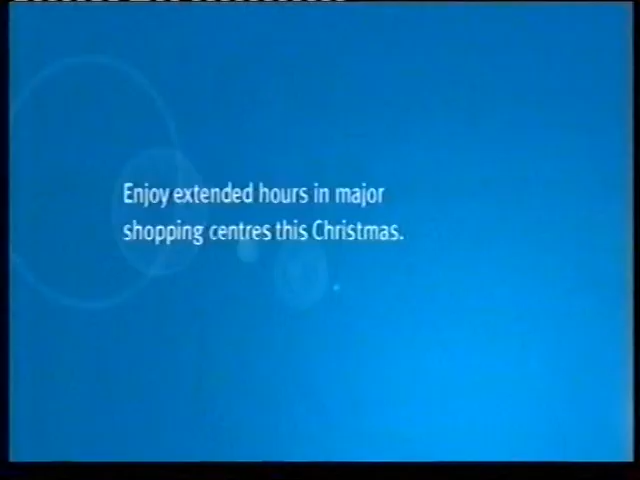 Enjoy extended hours in major
shopping centres this Christmas.